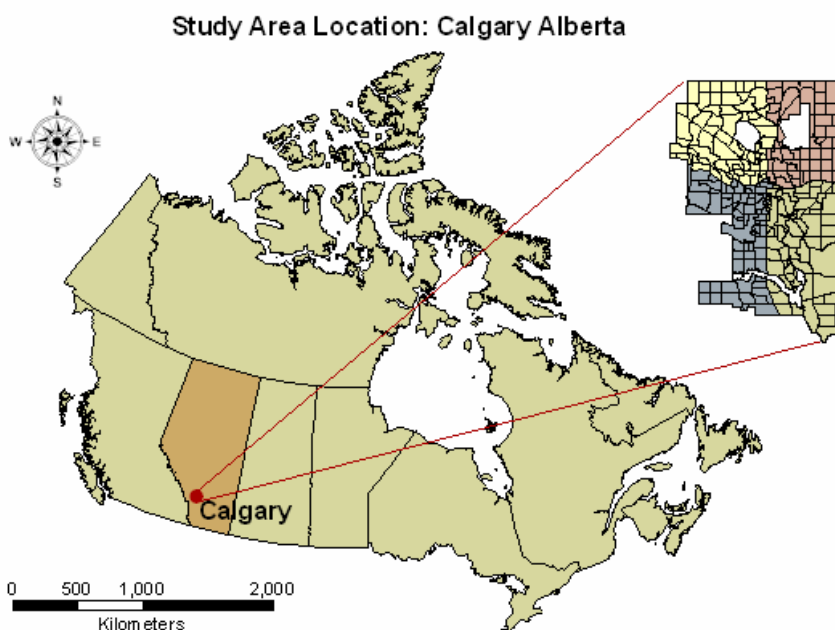 Study Area Location: Calgary Alberta
N
W E
S
Calgary
0 500 1,000 2,000
Kilometers